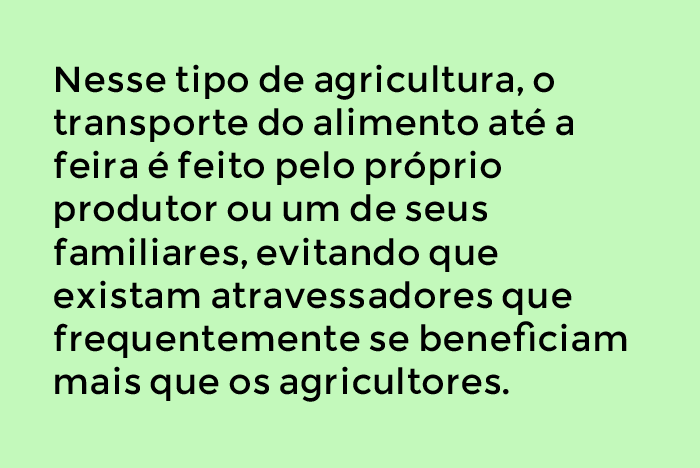 Nesse tipo de agricultura, o
transporte do alimento até a
feira é feito pelo próprio
produtor ou um de seus
familiares, evitando que
existam atravessadores que
frequentemente se beneficiam
mais que os agricultores.